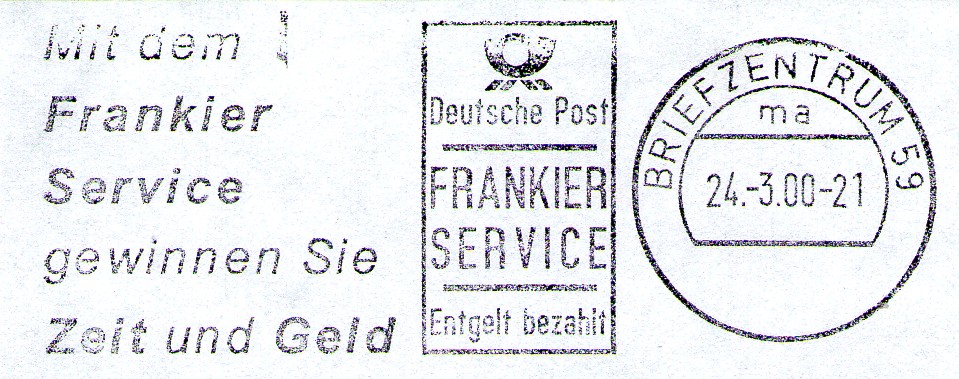 Mit dem
Frankier
Service
gewinnen Sie
Zeit und Geld
Deutsche Post
FRANKIER
SERVICE
Entgelt bezahlt
BRIEFZENTRUM 59
ma
24.-3.00-21